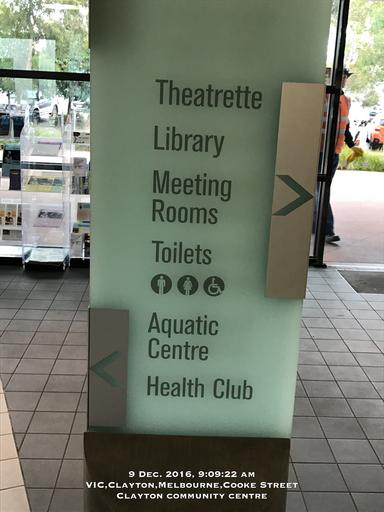 Theatrette
Library
Meeting
Rooms
Toilets
Aquatic
Centre
Health Club
9 Dec. 2016, 9:09:22 am
VIC,Clayton,Melbourne,Cooke Street
Clayton community centre